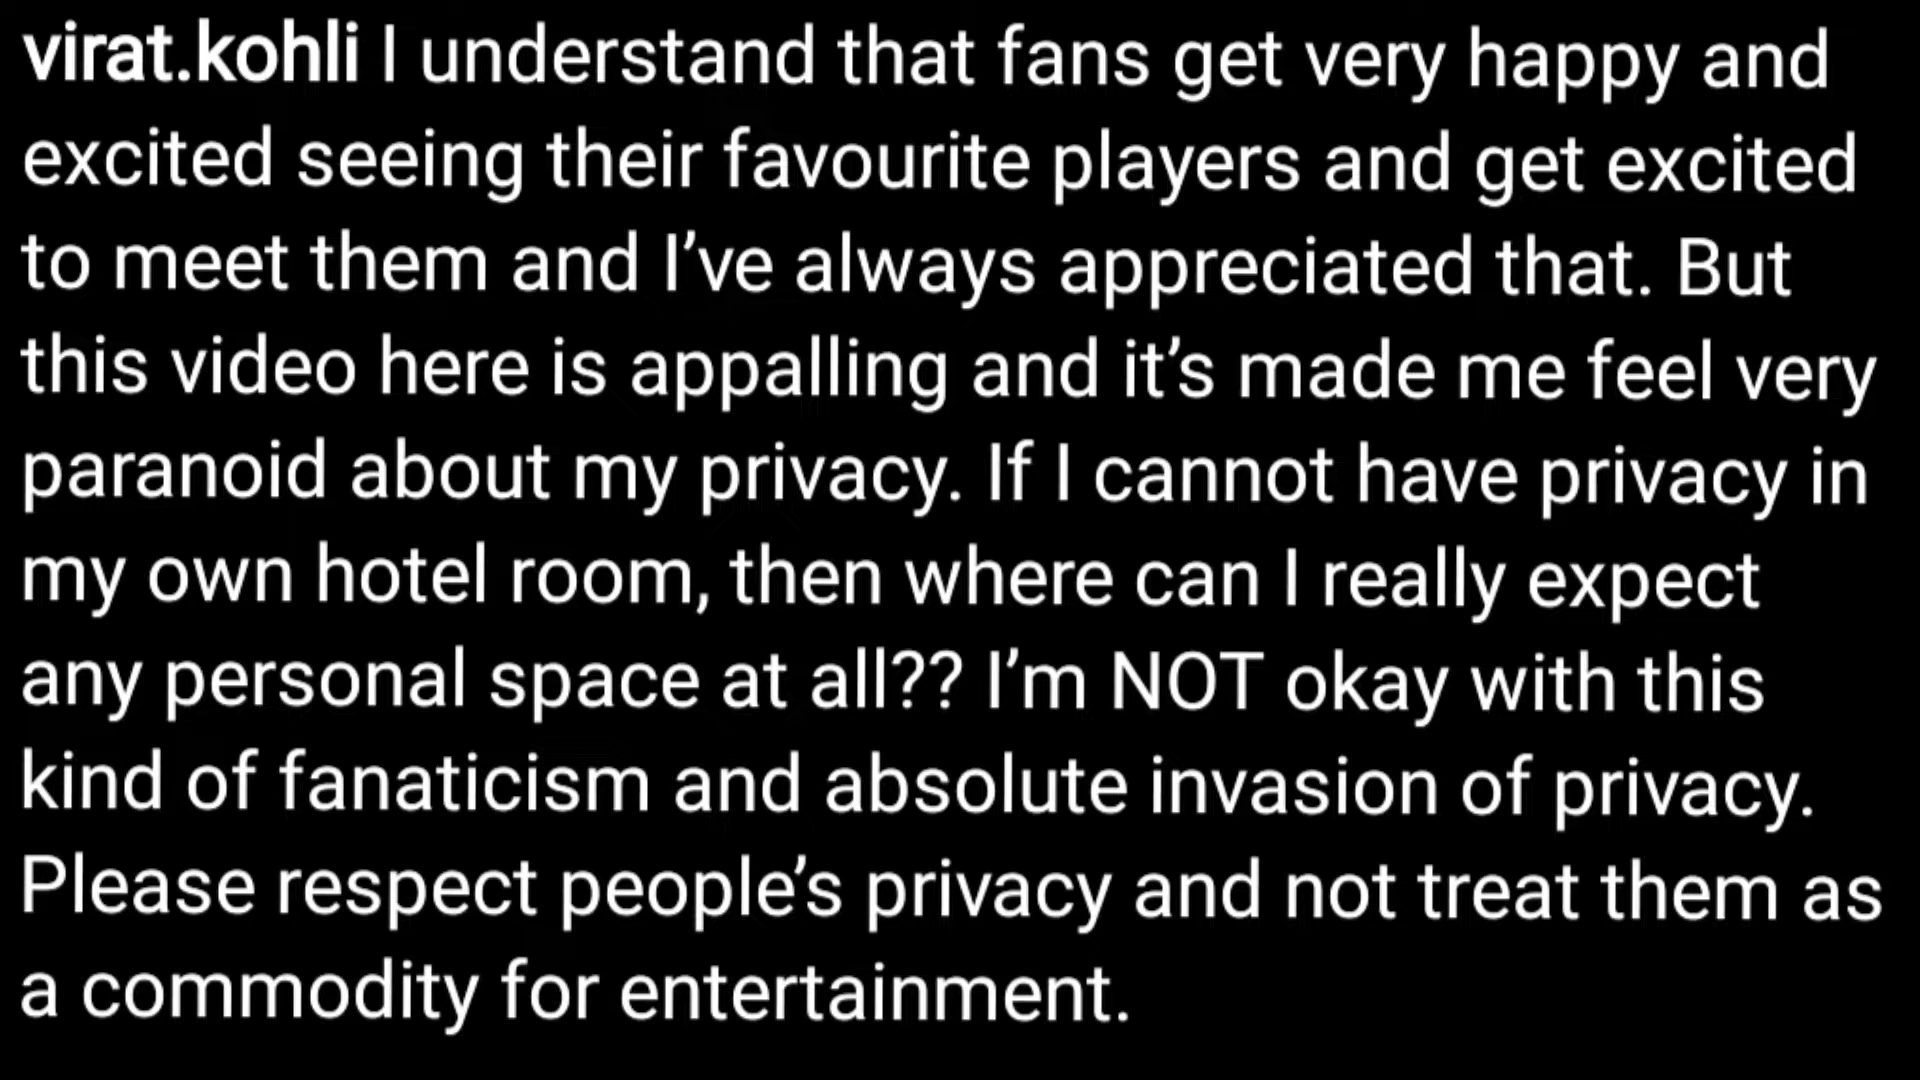 virat.kohli I understand that fans get very happy and
excited seeing their favourite players and get excited
to meet them and I’ve always appreciated that. But
this video here is appalling and it’s made me feel very
paranoid about my privacy. If I cannot have privacy in
my own hotel room, then where can I really expect
any personal space at all?? I’m NOT okay with this
kind of fanaticism and absolute invasion of privacy.
Please respect people’s privacy and not treat them as
a commodity for entertainment.